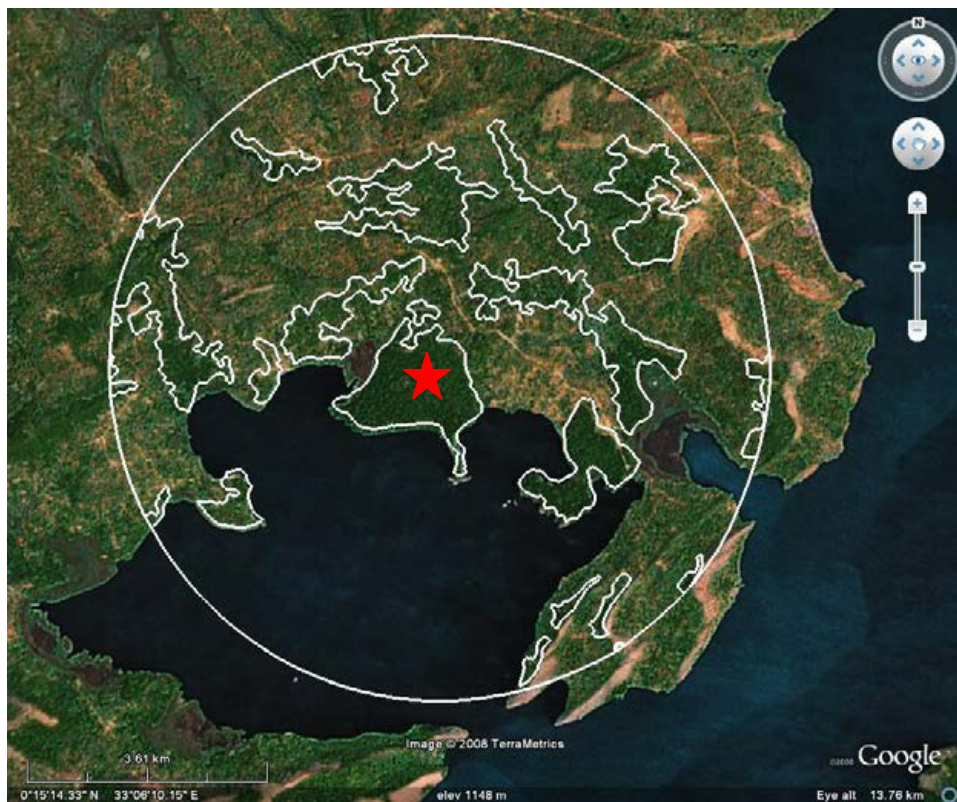 N
3.61 km
Image © 2008 TerraMetrics
©2008 Google
0°15'14.33" N 33°06'10.15" E elev 1148 m Eye alt 13.76 km